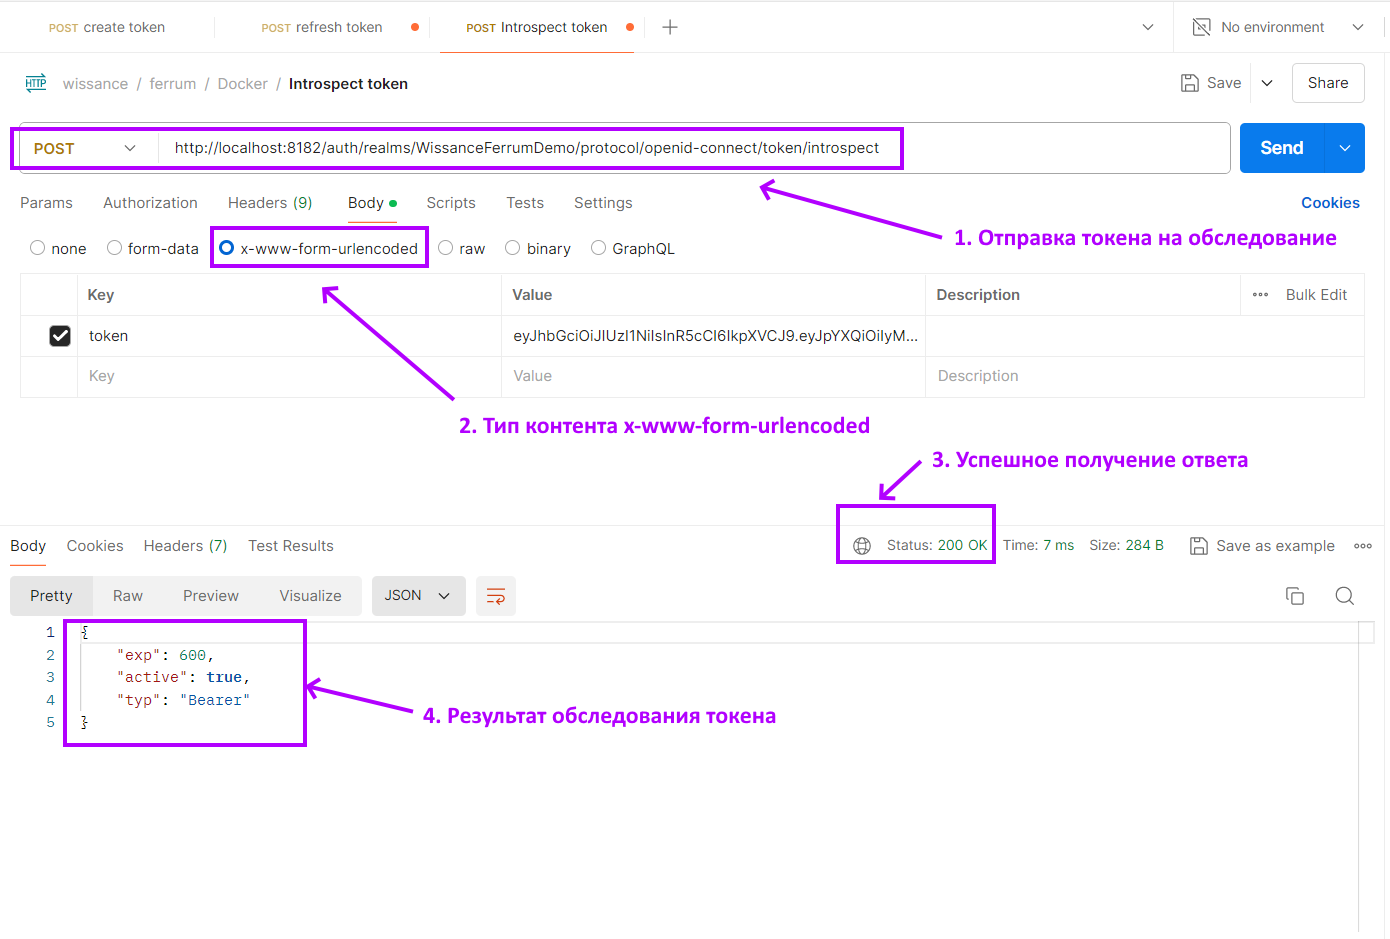 POST create token
POST refresh token
POST Introspect token
No environment
HTTP wissance / ferrum / Docker / Introspect token
Save
Share
POST
http://localhost:8182/auth/realms/WissanceFerrumDemo/protocol/openid-connect/token/introspect
Send
Params Authorization Headers (9) Body Scripts Tests Settings
Cookies
1. Отправка токена на обследование
none form-data x-www-form-urlencoded raw binary GraphQL
Key Value Description ••• Bulk Edit
token eyJhbGciOiJIUzI1NiIsInR5cCI6IkpXVCJ9.eyJpYXQiOiIyM...
Key Value Description
2. Тип контента x-www-form-urlencoded
3. Успешное получение ответа
Body Cookies Headers (7) Test Results
Status: 200 OK Time: 7 ms Size: 284 B Save as example
Pretty Raw Preview Visualize JSON
1 {
2 "exp": 600,
3 "active": true,
4 "typ": "Bearer"
5 }
4. Результат обследования токена